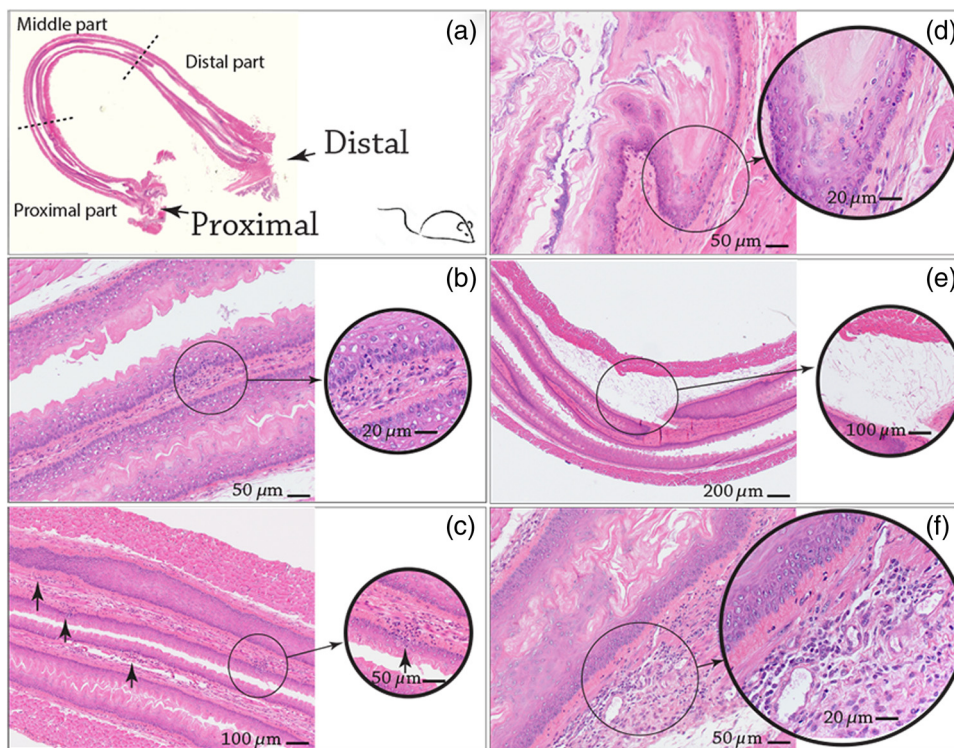 (a)
Middle part
Distal part
Distal
Proximal part
Proximal
(b)
20 μm
50 μm
(c)
50 μm
100 μm
(d)
20 μm
50 μm
(e)
100 μm
200 μm
(f)
20 μm
50 μm